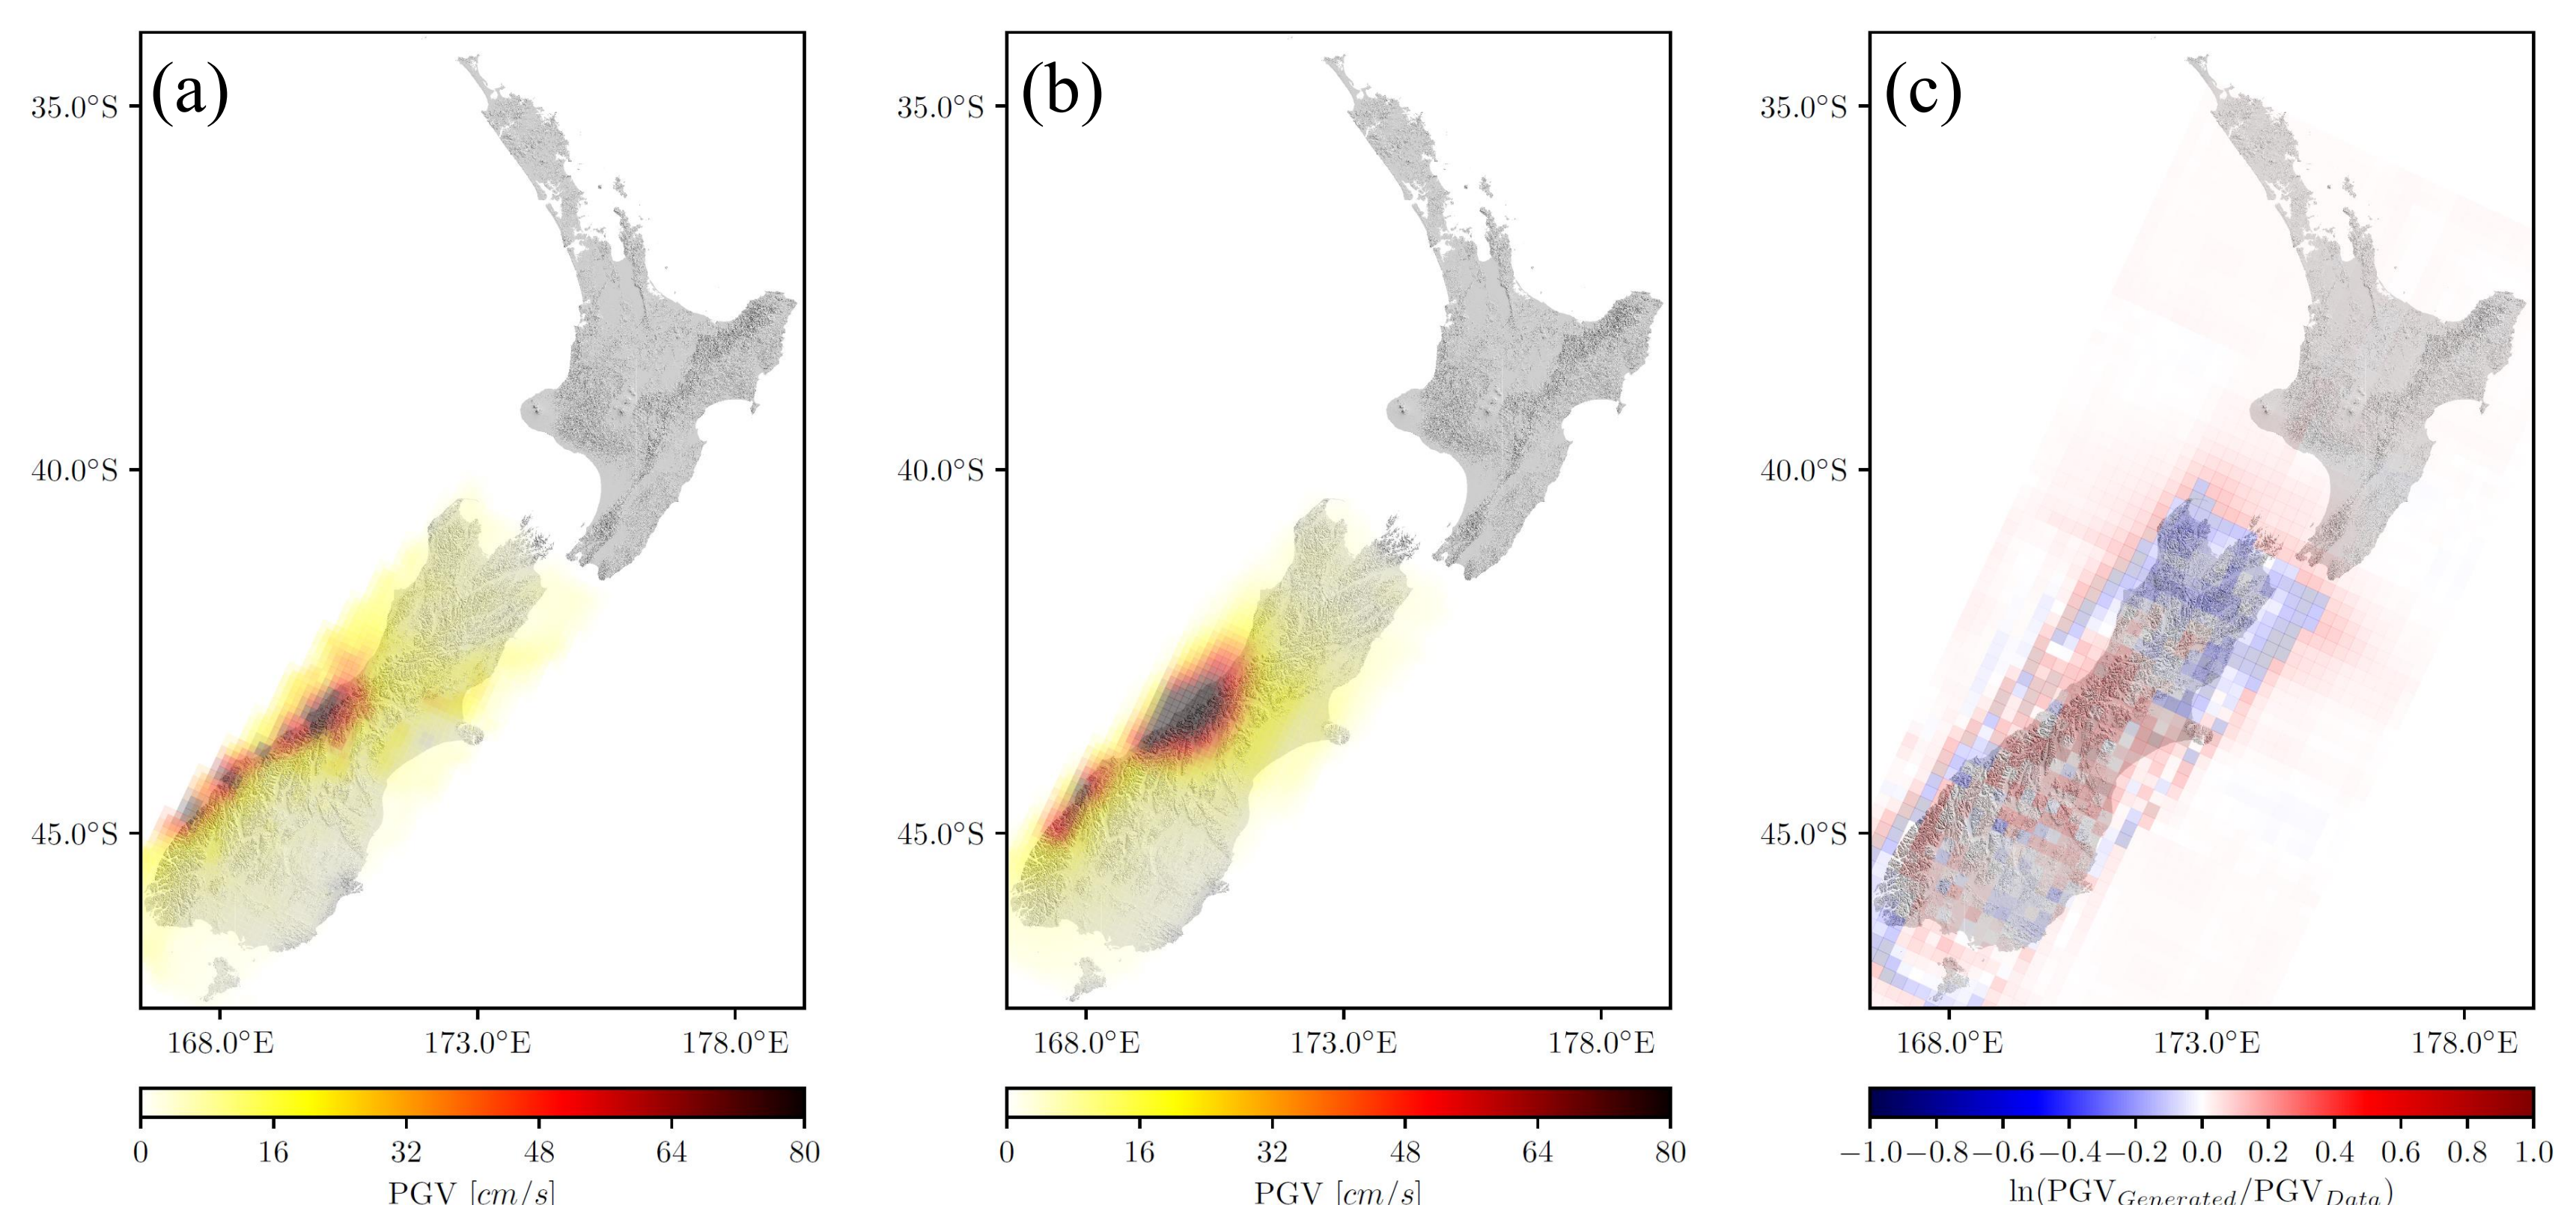 (a) (b) (c)
35.0°S 35.0°S 35.0°S
40.0°S 40.0°S 40.0°S
45.0°S 45.0°S 45.0°S
168.0°E 173.0°E 178.0°E 168.0°E 173.0°E 178.0°E 168.0°E 173.0°E 178.0°E
0 16 32 48 64 80 0 16 32 48 64 80 −1.0 −0.8 −0.6 −0.4 −0.2 0.0 0.2 0.4 0.6 0.8 1.0
PGV [cm/s] PGV [cm/s] ln(PGV_Generated/PGV_Data)